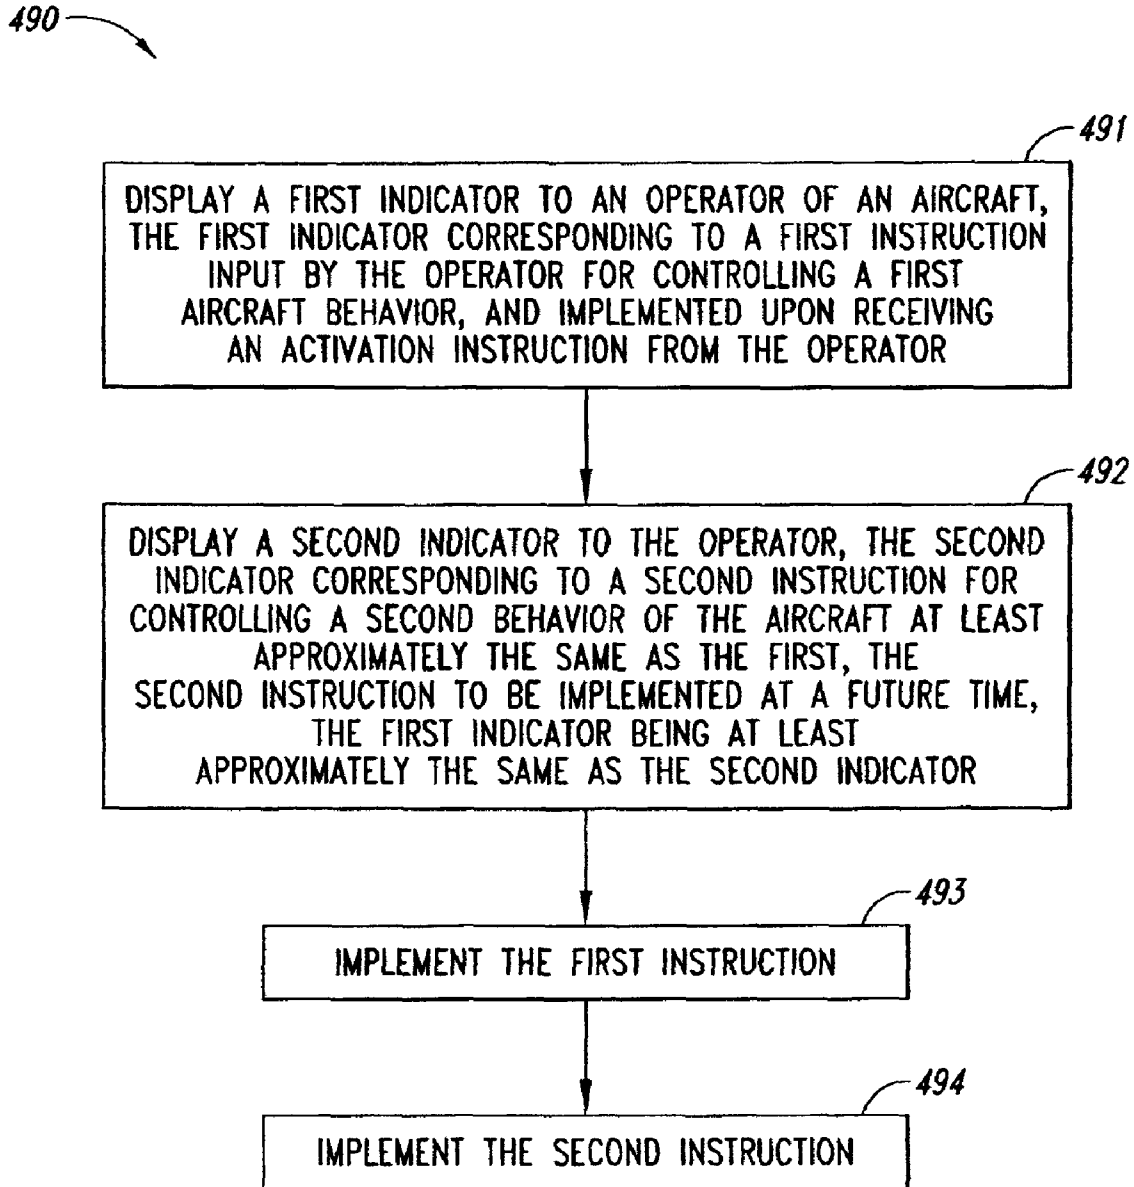 490
491
DISPLAY A FIRST INDICATOR TO AN OPERATOR OF AN AIRCRAFT,
THE FIRST INDICATOR CORRESPONDING TO A FIRST INSTRUCTION
INPUT BY THE OPERATOR FOR CONTROLLING A FIRST
AIRCRAFT BEHAVIOR, AND IMPLEMENTED UPON RECEIVING
AN ACTIVATION INSTRUCTION FROM THE OPERATOR
492
DISPLAY A SECOND INDICATOR TO THE OPERATOR, THE SECOND
INDICATOR CORRESPONDING TO A SECOND INSTRUCTION FOR
CONTROLLING A SECOND BEHAVIOR OF THE AIRCRAFT AT LEAST
APPROXIMATELY THE SAME AS THE FIRST, THE
SECOND INSTRUCTION TO BE IMPLEMENTED AT A FUTURE TIME,
THE FIRST INDICATOR BEING AT LEAST
APPROXIMATELY THE SAME AS THE SECOND INDICATOR
493
IMPLEMENT THE FIRST INSTRUCTION
494
IMPLEMENT THE SECOND INSTRUCTION